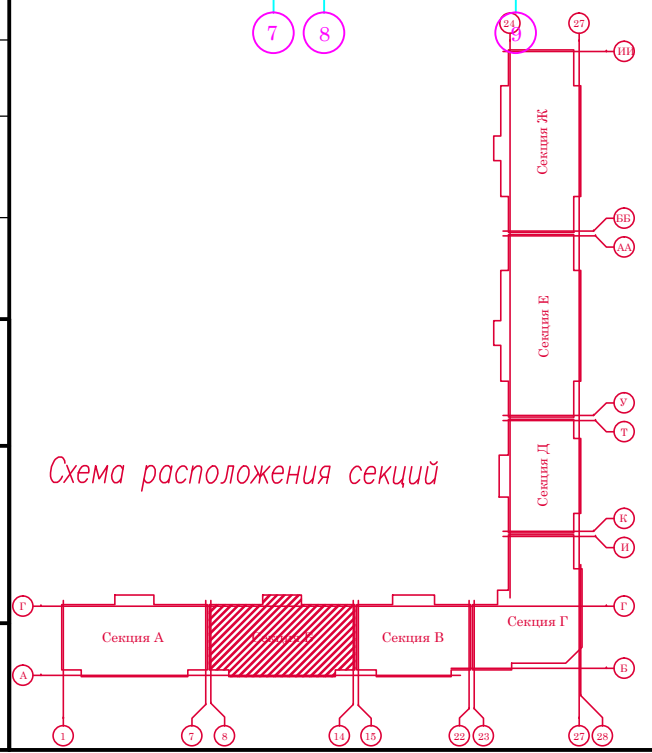 7 8 9
24 27
ИИ
Секция Ж
ББ
АА
Секция Е
У
Т
Схема расположения секций
Секция Д
К
И
Г Г
Секция А Секция Б Секция В Секция Г
А Б
1 7 8 14 15 22 23 27 28